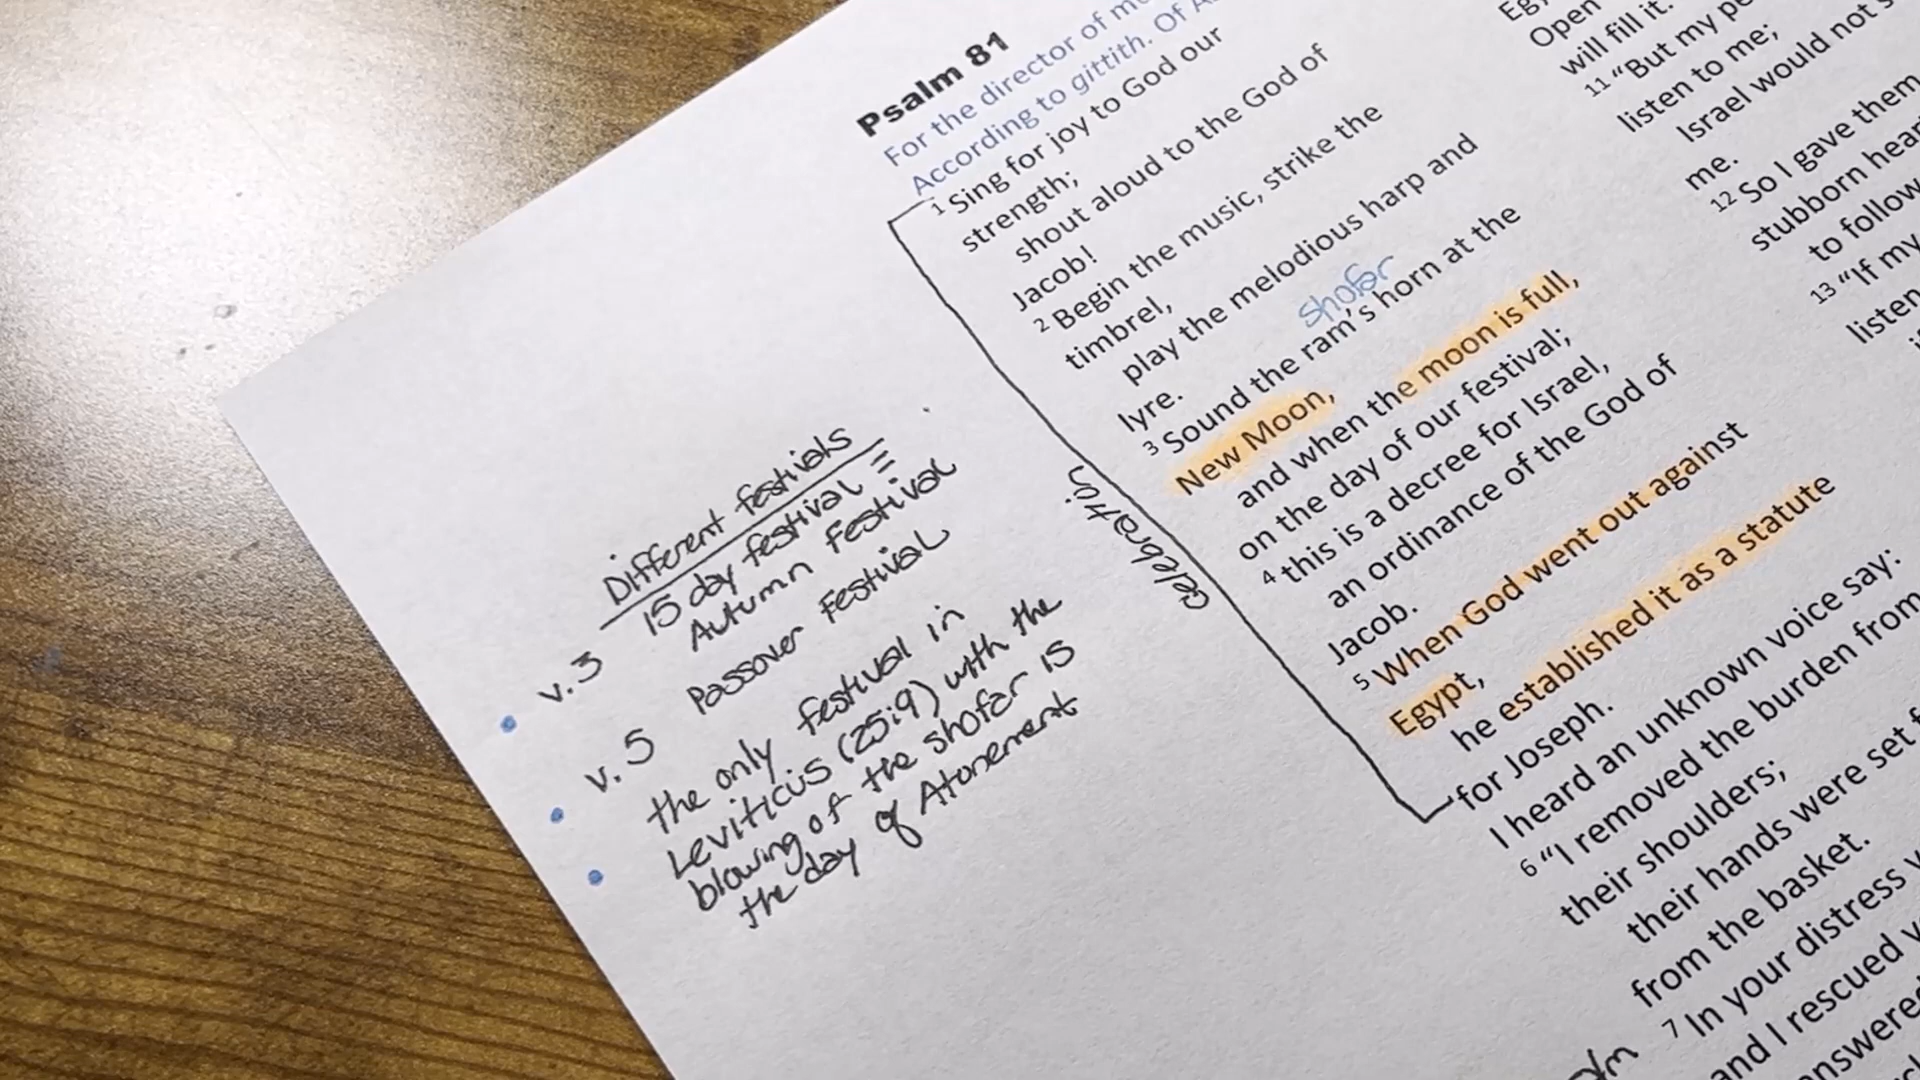 Psalm 81
For the director of
According to gittith. Of
1 Sing for joy to God our
strength;
shout aloud to the God of
Jacob!
2 Begin the music, strike the
timbrel,
play the melodious harp and
lyre.
shofar
3 Sound the ram's horn at the
New Moon,
and when the moon is full,
on the day of our festival;
4 this is a decree for Israel,
an ordinance of the God of
Jacob.
5 When God went out against
Egypt,
he established it as a statute
for Joseph.
I heard an unknown voice say:
6 "I removed the burden from
their shoulders;
their hands were set
from the basket.
7 In your distress
and I rescued
answered
celebration
Different festivals
v. 3 15 day festival =
Autumn Festival
v. 5 Passover Festival
the only festival in
Leviticus (25:9) with the
blowing of the shofar is
the day of Atonement
Open
will fill it.
11 "But my
listen to me;
Israel would not
me.
12 So I gave them
stubborn
to follow
13 "If my
listen